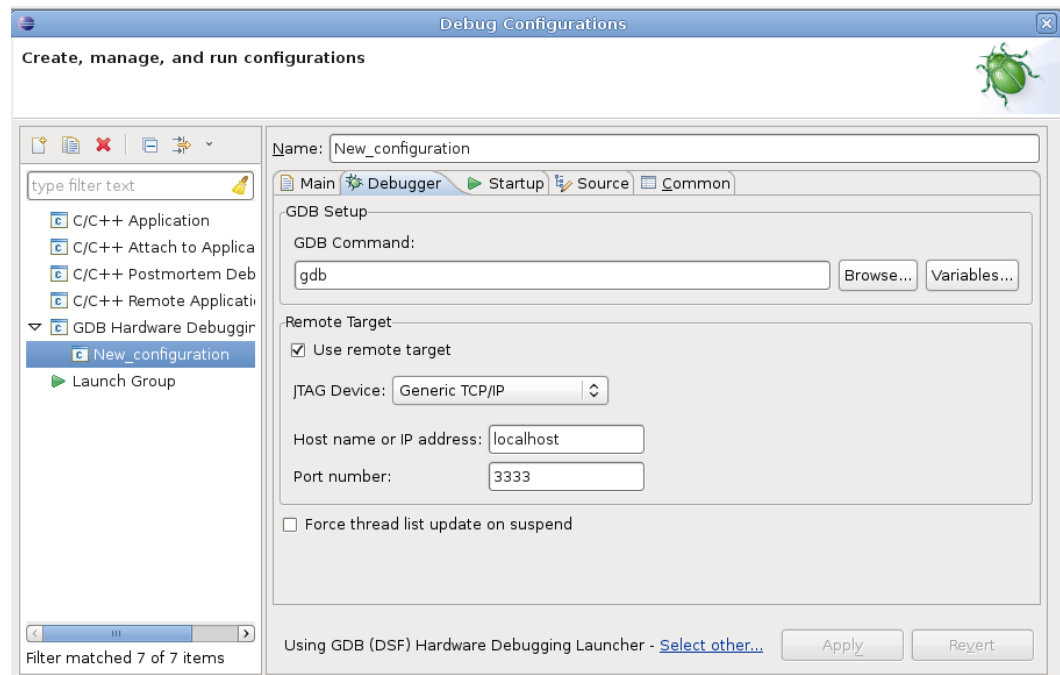 Debug Configurations
Create, manage, and run configurations
type filter text
C/C++ Application
C/C++ Attach to Applica
C/C++ Postmortem Deb
C/C++ Remote Applicati
GDB Hardware Debuggin
New_configuration
Launch Group
Filter matched 7 of 7 items
Name: New_configuration
Main Debugger Startup Source Common
GDB Setup
GDB Command:
gdb Browse... Variables...
Remote Target
Use remote target
JTAG Device: Generic TCP/IP
Host name or IP address: localhost
Port number: 3333
Force thread list update on suspend
Using GDB (DSF) Hardware Debugging Launcher - Select other... Apply Revert